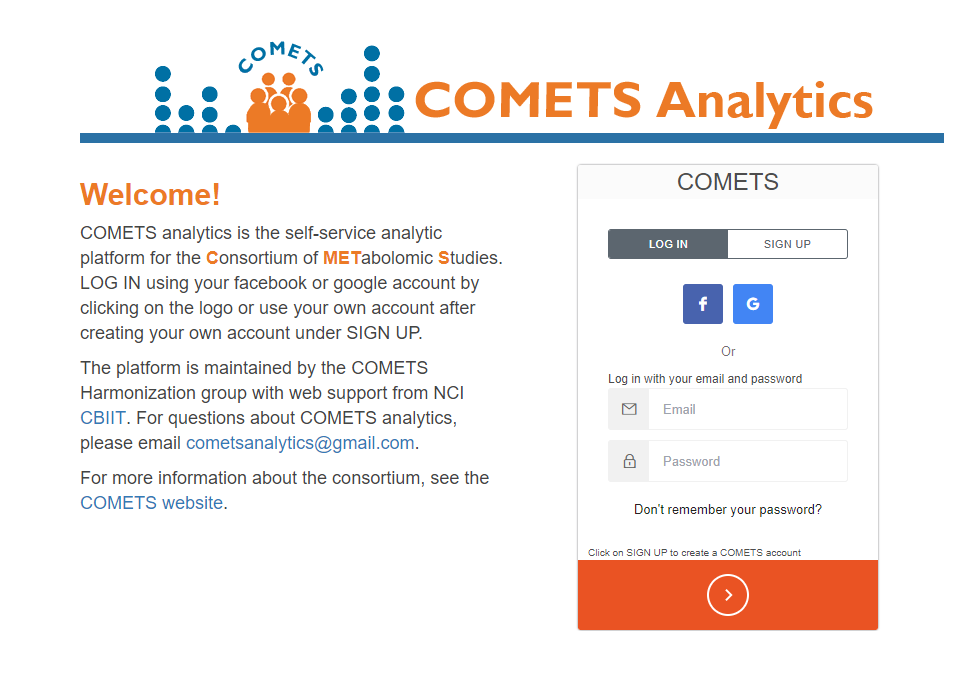 COMETS
COMETS Analytics
Welcome!
COMETS analytics is the self-service analytic
platform for the Consortium of METabolomic Studies.
LOG IN using your facebook or google account by
clicking on the logo or use your own account after
creating your own account under SIGN UP.
The platform is maintained by the COMETS
Harmonization group with web support from NCI
CBIIT. For questions about COMETS analytics,
please email cometsanalytics@gmail.com.
For more information about the consortium, see the
COMETS website.
COMETS
LOG IN
SIGN UP
f
G
Or
Log in with your email and password
Email
Password
Don't remember your password?
Click on SIGN UP to create a COMETS account